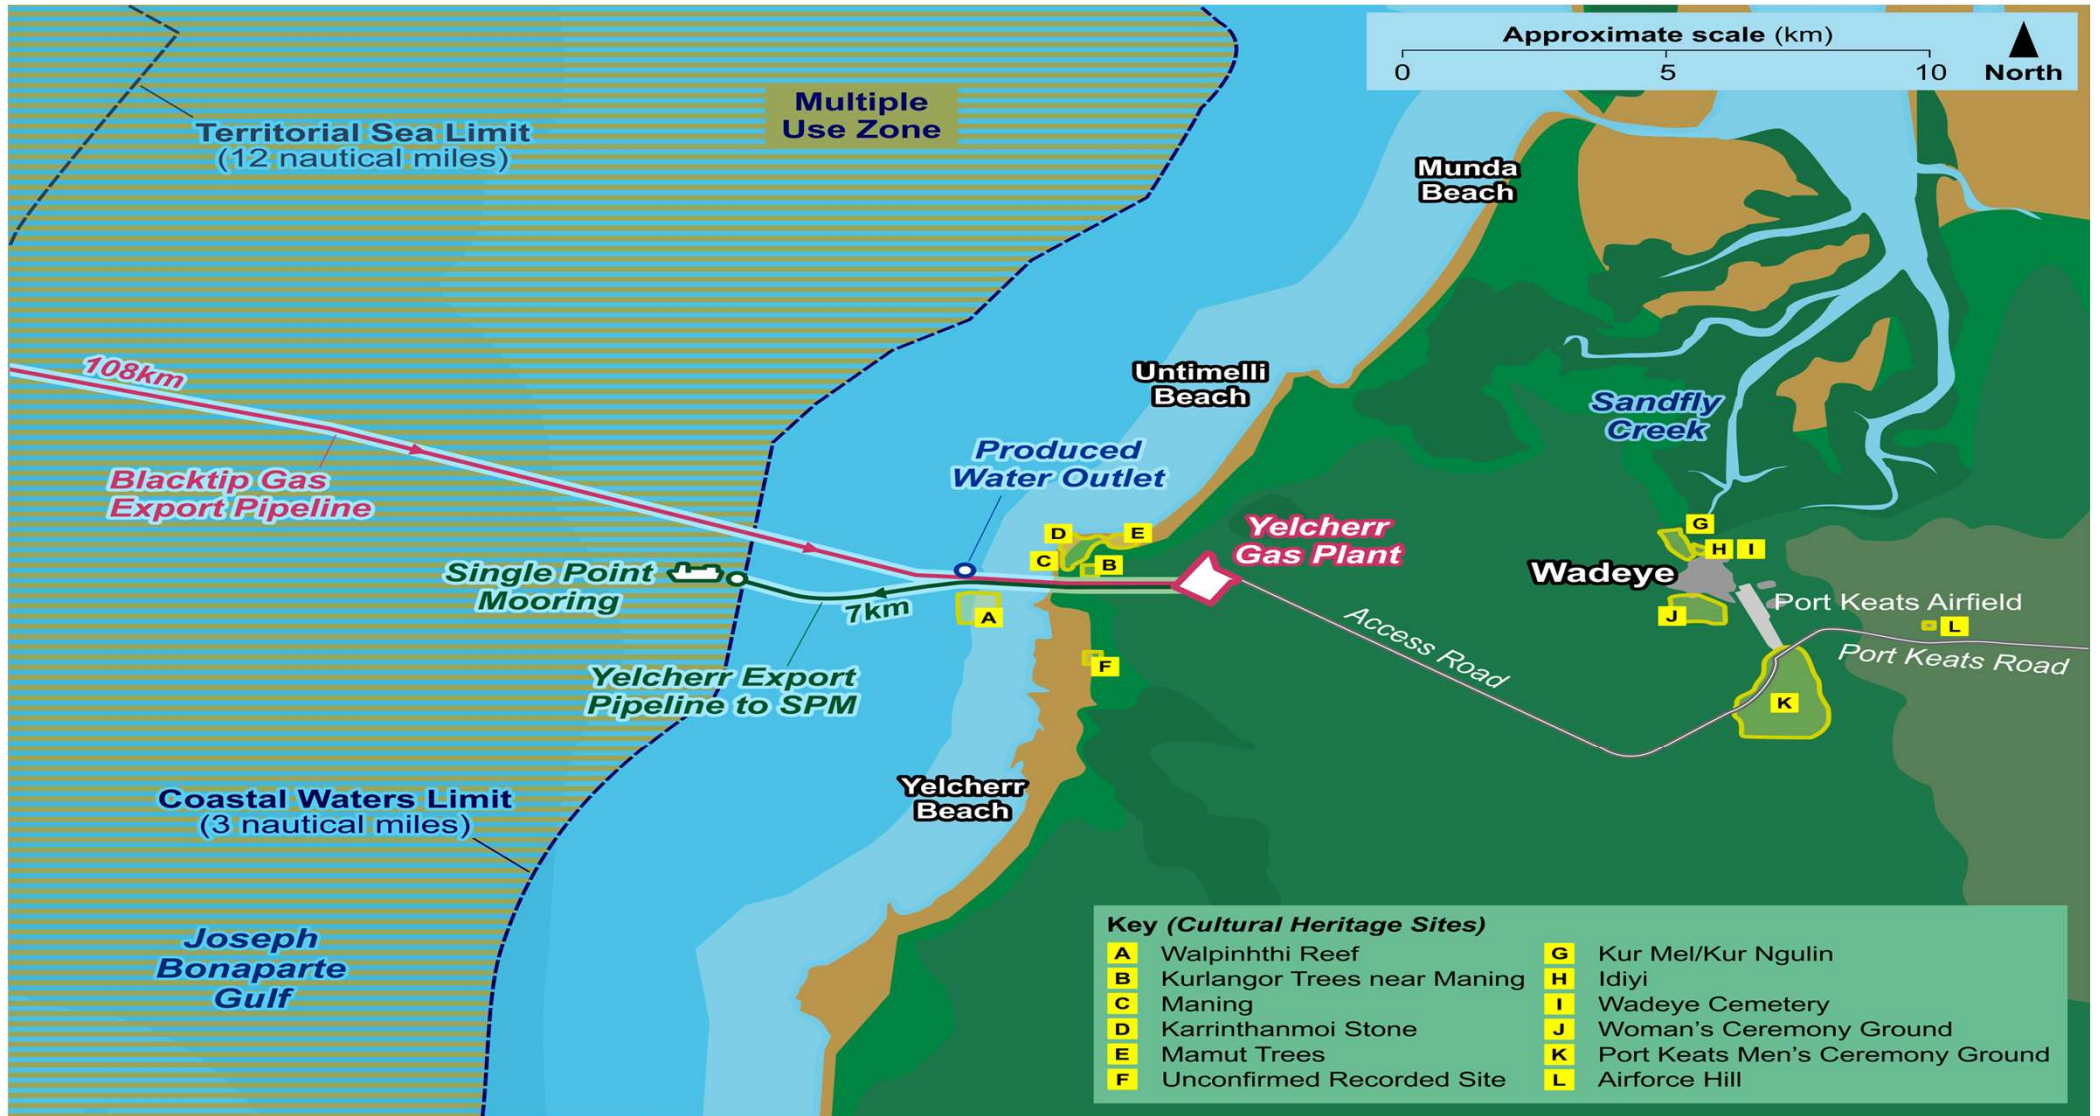 Approximate scale (km)
0 5 10 North
Multiple
Use Zone
Territorial Sea Limit
(12 nautical miles)
Munda
Beach
108km
Untimelli
Beach
Sandfly
Creek
Blacktip Gas
Export Pipeline
Produced
Water Outlet
D E
C B
Yelcherr
Gas Plant
G
H I
Wadeye
Single Point
Mooring
7km
A
Access Road
J
Port Keats Airfield
L
Port Keats Road
F
K
Yelcherr Export
Pipeline to SPM
Yelcherr
Beach
Coastal Waters Limit
(3 nautical miles)
Joseph
Bonaparte
Gulf
Key (Cultural Heritage Sites)
A Walpinhthi Reef
B Kurlangor Trees near Maning
C Maning
D Karrinthanmoi Stone
E Mamut Trees
F Unconfirmed Recorded Site
G Kur Mel/Kur Ngulin
H Idiyi
I Wadeye Cemetery
J Woman's Ceremony Ground
K Port Keats Men's Ceremony Ground
L Airforce Hill